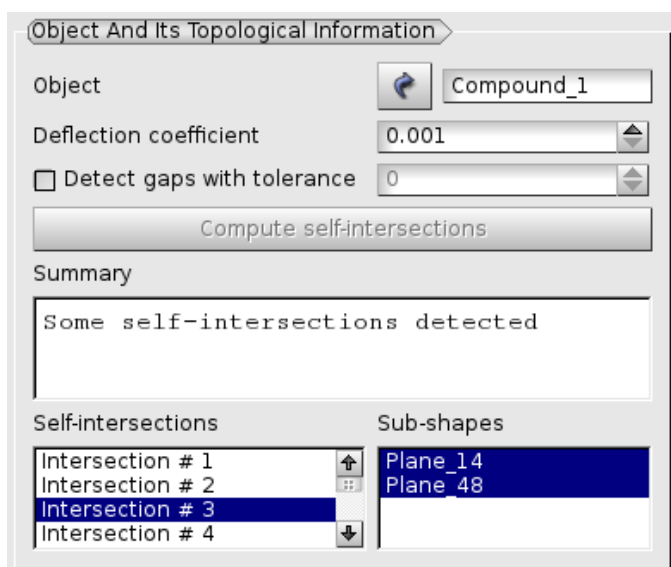 Object And Its Topological Information
Object Compound_1
Deflection coefficient 0.001
Detect gaps with tolerance 0
Compute self-intersections
Summary
Some self-intersections detected
Self-intersections Sub-shapes
Intersection # 1 Plane_14
Intersection # 2 Plane_48
Intersection # 3
Intersection # 4